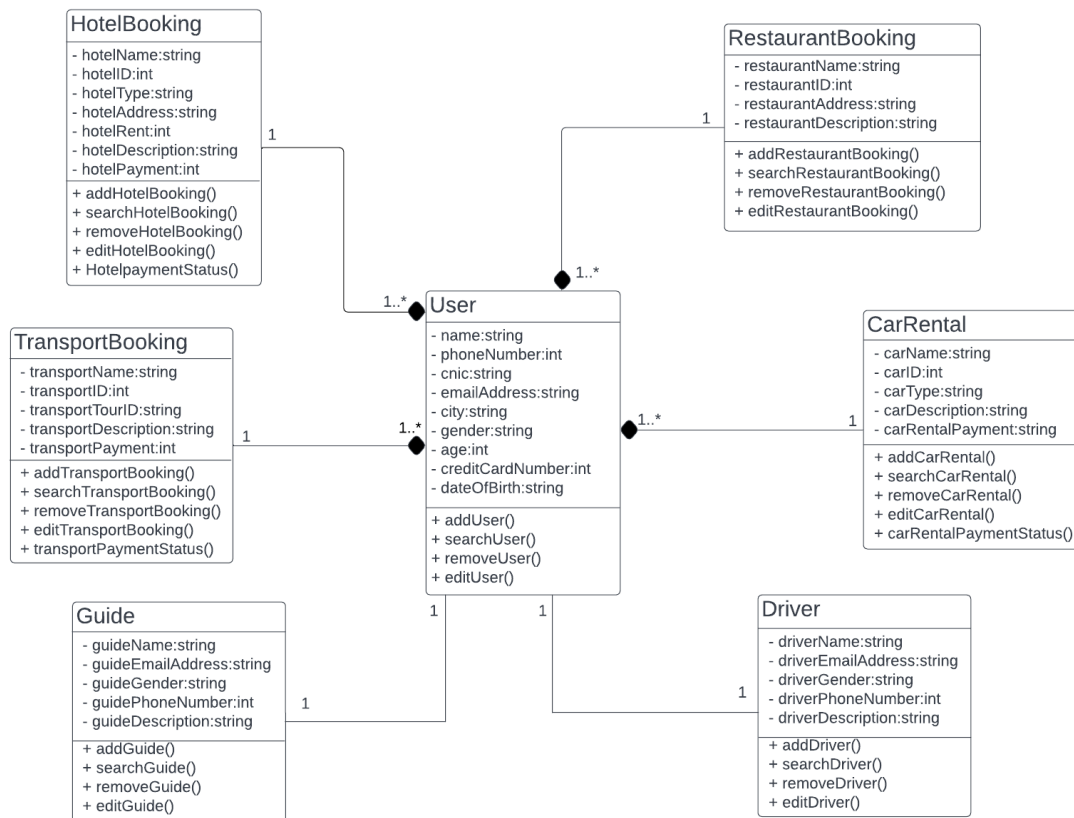 HotelBooking
- hotelName:string
- hotelID:int
- hotelType:string
- hotelAddress:string
- hotelRent:int
- hotelDescription:string
- hotelPayment:int
+ addHotelBooking()
+ searchHotelBooking()
+ removeHotelBooking()
+ editHotelBooking()
+ HotelpaymentStatus()
1
1..*
RestaurantBooking
- restaurantName:string
- restaurantID:int
- restaurantAddress:string
- restaurantDescription:string
+ addRestaurantBooking()
+ searchRestaurantBooking()
+ removeRestaurantBooking()
+ editRestaurantBooking()
1
1..*
TransportBooking
- transportName:string
- transportID:int
- transportTourID:string
- transportDescription:string
- transportPayment:int
+ addTransportBooking()
+ searchTransportBooking()
+ removeTransportBooking()
+ editTransportBooking()
+ transportPaymentStatus()
1
1..*
User
- name:string
- phoneNumber:int
- cnic:string
- emailAddress:string
- city:string
- gender:string
- age:int
- creditCardNumber:int
- dateOfBirth:string
+ addUser()
+ searchUser()
+ removeUser()
+ editUser()
1..*
1
CarRental
- carName:string
- carID:int
- carType:string
- carDescription:string
- carRentalPayment:string
+ addCarRental()
+ searchCarRental()
+ removeCarRental()
+ editCarRental()
+ carRentalPaymentStatus()
1
1
Guide
- guideName:string
- guideEmailAddress:string
- guideGender:string
- guidePhoneNumber:int
- guideDescription:string
+ addGuide()
+ searchGuide()
+ removeGuide()
+ editGuide()
1
1
Driver
- driverName:string
- driverEmailAddress:string
- driverGender:string
- driverPhoneNumber:int
- driverDescription:string
+ addDriver()
+ searchDriver()
+ removeDriver()
+ editDriver()